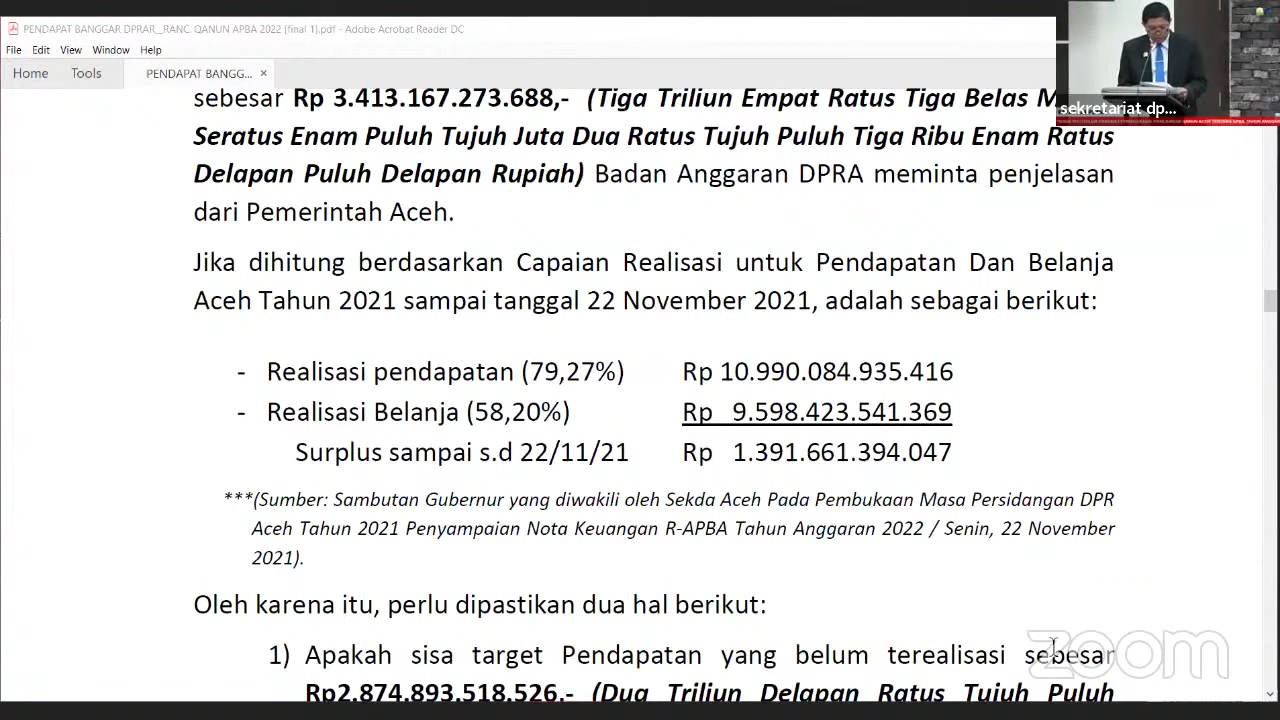 PENDAPAT BANGGAR DPRAR__RANC. QANUN APBA 2022 [final 1].pdf - Adobe Acrobat Reader DC
File Edit View Window Help
Home Tools PENDAPAT BANGG... ×
sekretariat dp...
sebesar Rp 3.413.167.273.688,- (Tiga Triliun Empat Ratus Tiga Belas
Seratus Enam Puluh Tujuh Juta Dua Ratus Tujuh Puluh Tiga Ribu Enam Ratus
Delapan Puluh Delapan Rupiah) Badan Anggaran DPRA meminta penjelasan
dari Pemerintah Aceh.
Jika dihitung berdasarkan Capaian Realisasi untuk Pendapatan Dan Belanja
Aceh Tahun 2021 sampai tanggal 22 November 2021, adalah sebagai berikut:
- Realisasi pendapatan (79,27%) Rp 10.990.084.935.416
- Realisasi Belanja (58,20%) Rp 9.598.423.541.369
Surplus sampai s.d 22/11/21 Rp 1.391.661.394.047
***(Sumber: Sambutan Gubernur yang diwakili oleh Sekda Aceh Pada Pembukaan Masa Persidangan DPR
Aceh Tahun 2021 Penyampaian Nota Keuangan R-APBA Tahun Anggaran 2022 / Senin, 22 November
2021).
Oleh karena itu, perlu dipastikan dua hal berikut:
1) Apakah sisa target Pendapatan yang belum terealisasi sebesar
Rp2.874.893.518.526,- (Dua Triliun Delapan Ratus Tujuh Puluh
zoom